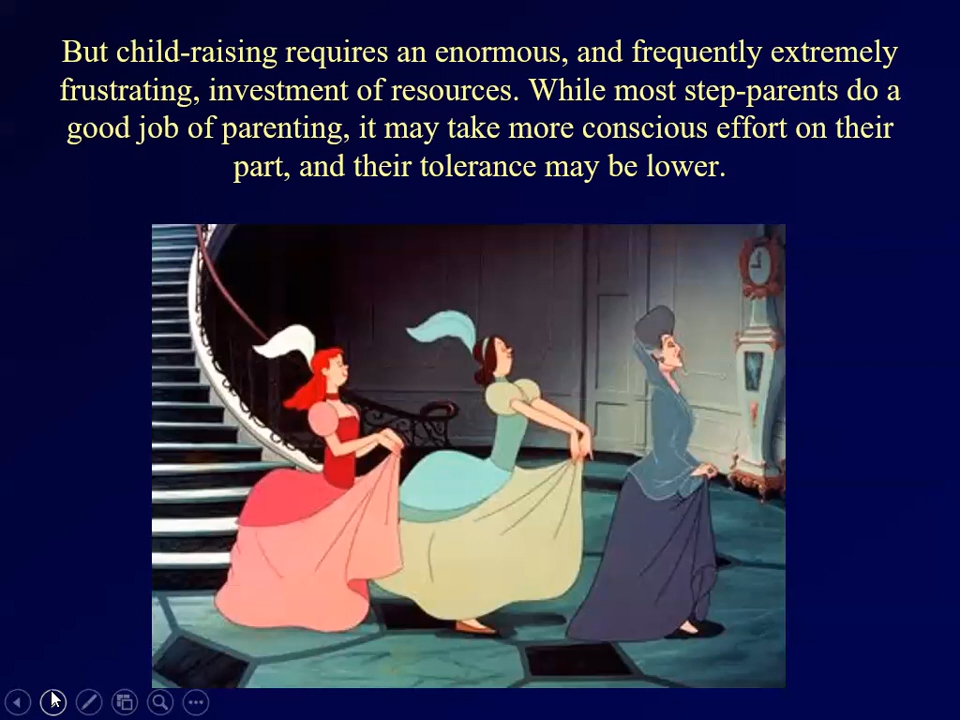 But child-raising requires an enormous, and frequently extremely
frustrating, investment of resources. While most step-parents do a
good job of parenting, it may take more conscious effort on their
part, and their tolerance may be lower.